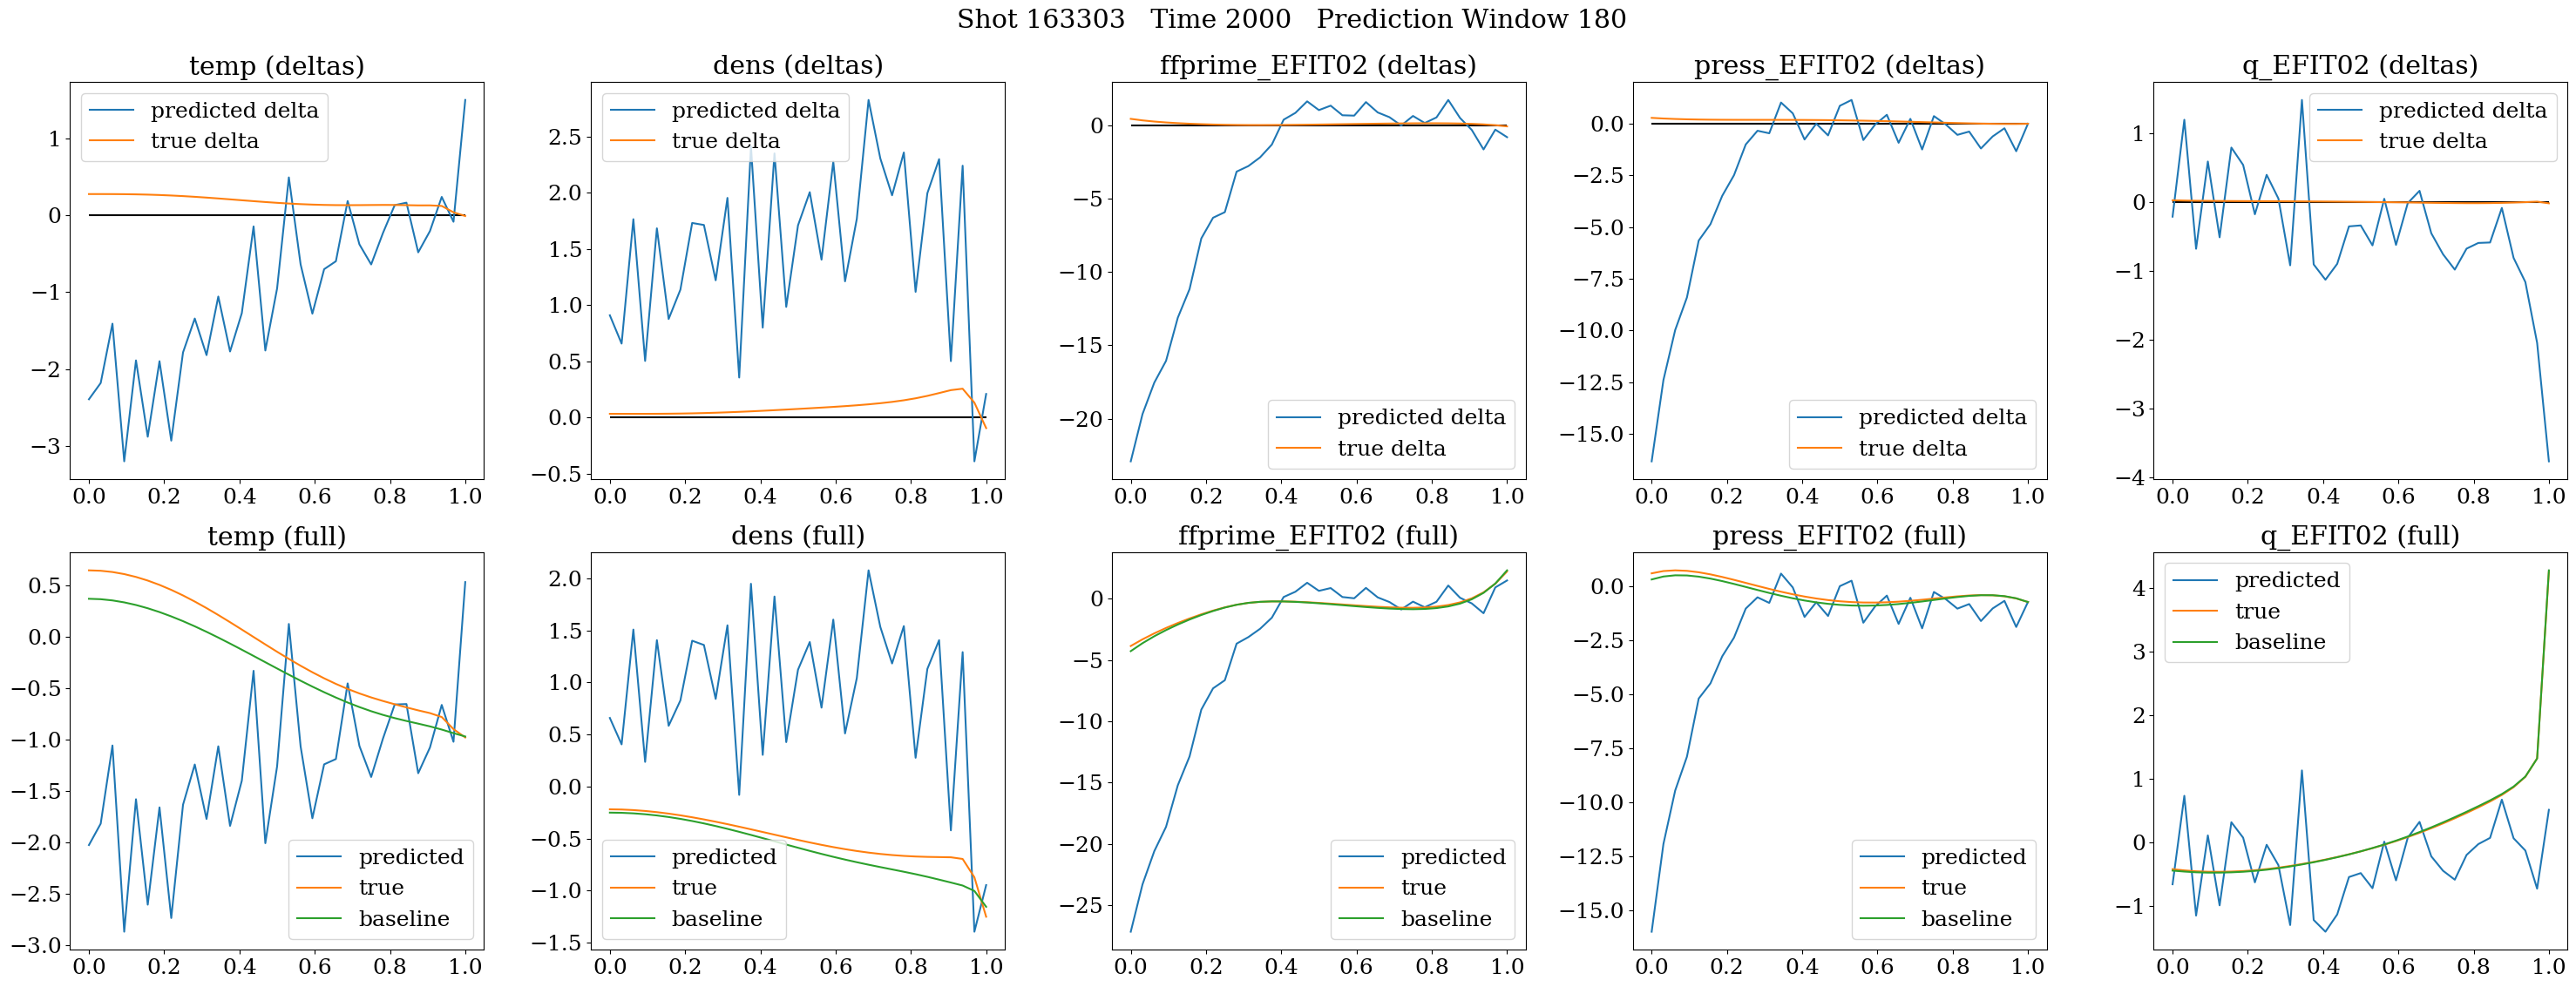 Shot 163303   Time 2000   Prediction Window 180
temp (deltas)
predicted delta
true delta
1
0
−1
−2
−3
0.0 0.2 0.4 0.6 0.8 1.0
dens (deltas)
predicted delta
true delta
2.5
2.0
1.5
1.0
0.5
0.0
−0.5
0.0 0.2 0.4 0.6 0.8 1.0
ffprime_EFIT02 (deltas)
0
−5
−10
−15
−20
predicted delta
true delta
0.0 0.2 0.4 0.6 0.8 1.0
press_EFIT02 (deltas)
0.0
−2.5
−5.0
−7.5
−10.0
−12.5
−15.0
predicted delta
true delta
0.0 0.2 0.4 0.6 0.8 1.0
q_EFIT02 (deltas)
predicted delta
true delta
1
0
−1
−2
−3
−4
0.0 0.2 0.4 0.6 0.8 1.0
temp (full)
0.5
0.0
−0.5
−1.0
−1.5
−2.0
−2.5
−3.0
predicted
true
baseline
0.0 0.2 0.4 0.6 0.8 1.0
dens (full)
2.0
1.5
1.0
0.5
0.0
−0.5
−1.0
−1.5
predicted
true
baseline
0.0 0.2 0.4 0.6 0.8 1.0
ffprime_EFIT02 (full)
0
−5
−10
−15
−20
−25
predicted
true
baseline
0.0 0.2 0.4 0.6 0.8 1.0
press_EFIT02 (full)
0.0
−2.5
−5.0
−7.5
−10.0
−12.5
−15.0
predicted
true
baseline
0.0 0.2 0.4 0.6 0.8 1.0
q_EFIT02 (full)
predicted
true
baseline
4
3
2
1
0
−1
0.0 0.2 0.4 0.6 0.8 1.0